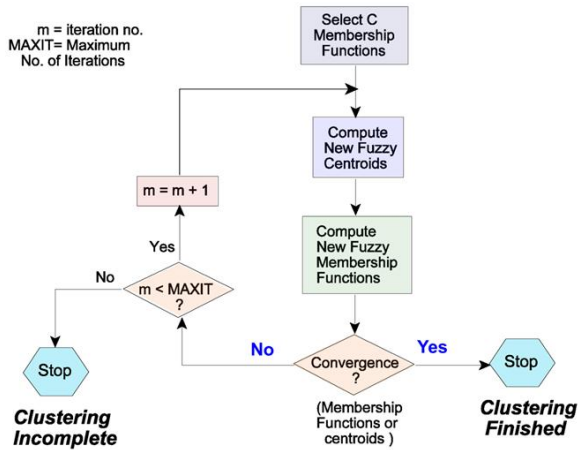 m = iteration no.
MAXIT= Maximum
No. of Iterations
Select C
Membership
Functions
Compute
New Fuzzy
Centroids
m = m + 1
Compute
New Fuzzy
Membership
Functions
Yes
No
m < MAXIT
?
No
Yes
Convergence
?
Stop
Stop
(Membership
Functions or
centroids )
Clustering
Incomplete
Clustering
Finished